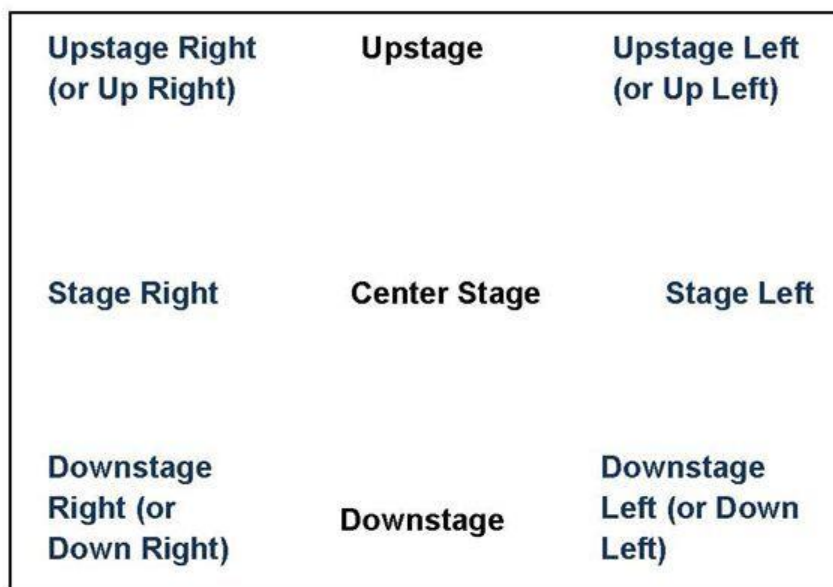 Upstage Right
(or Up Right)
Upstage
Upstage Left
(or Up Left)
Stage Right
Center Stage
Stage Left
Downstage
Right (or
Down Right)
Downstage
Downstage
Left (or Down
Left)